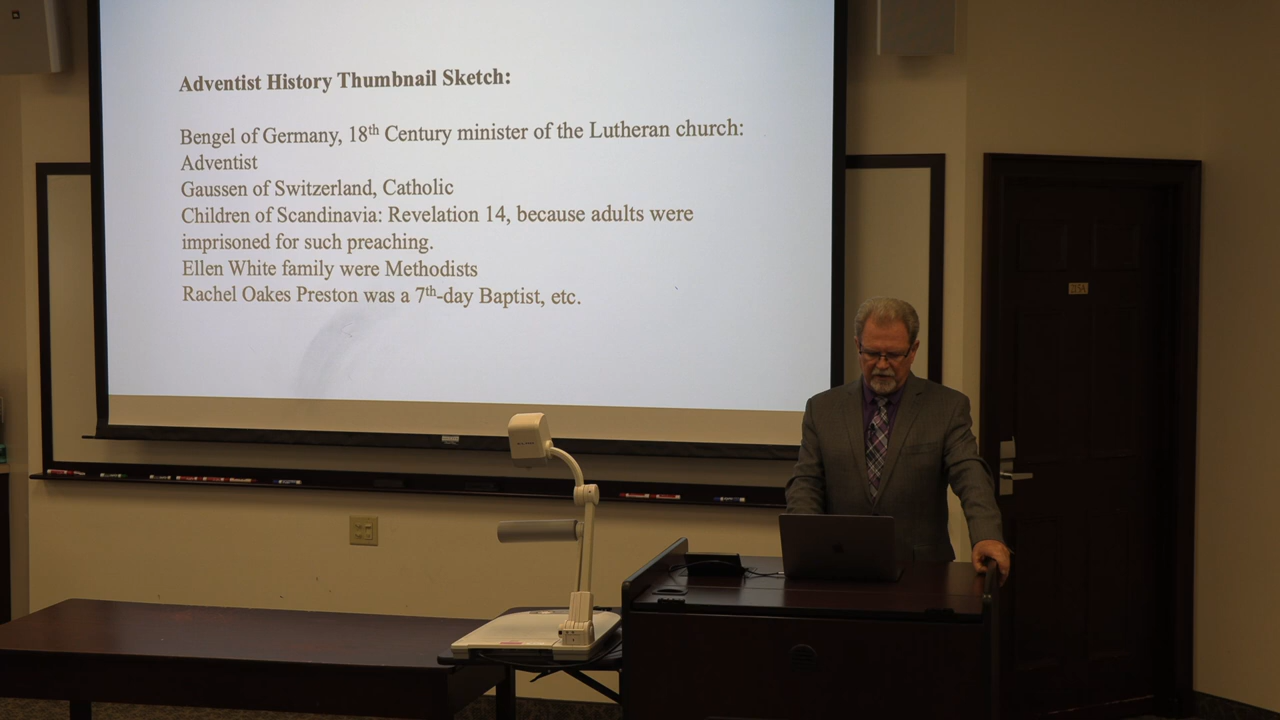 Adventist History Thumbnail Sketch:
Bengel of Germany, 18th Century minister of the Lutheran church:
Adventist
Gaussen of Switzerland, Catholic
Children of Scandinavia: Revelation 14, because adults were
imprisoned for such preaching.
Ellen White family were Methodists
Rachel Oakes Preston was a 7th-day Baptist, etc.